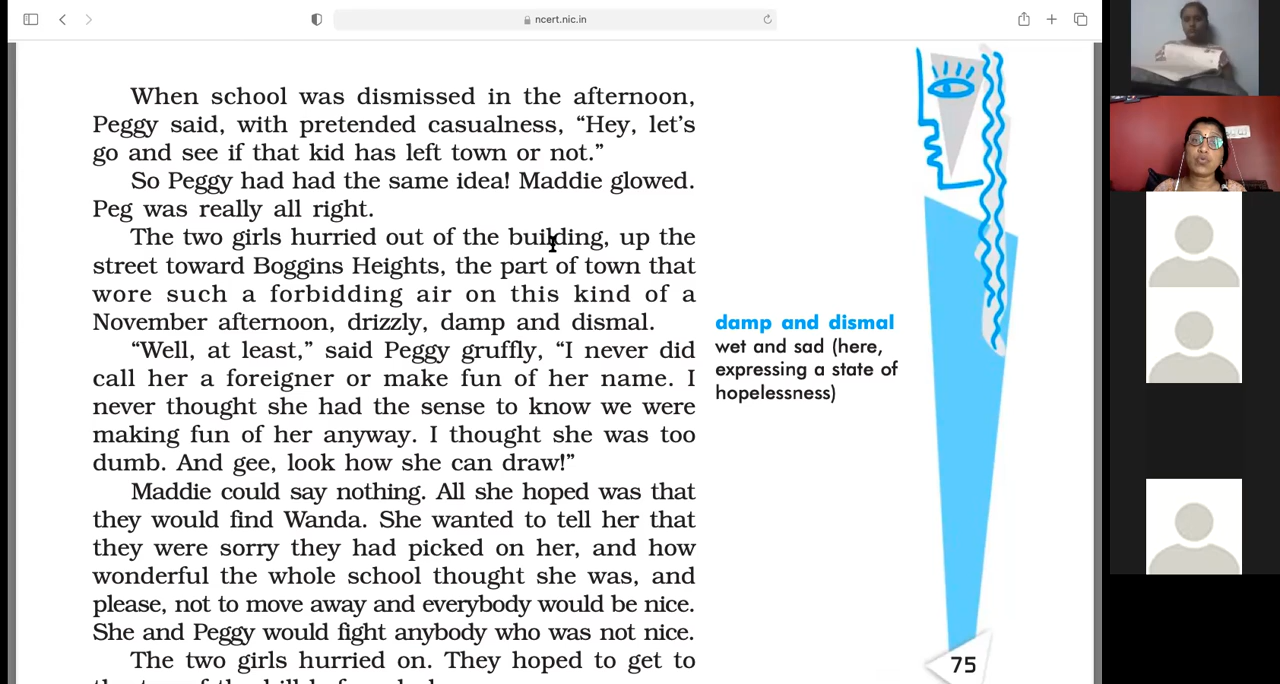 ncert.nic.in
When school was dismissed in the afternoon,
Peggy said, with pretended casualness, “Hey, let’s
go and see if that kid has left town or not.”
So Peggy had had the same idea! Maddie glowed.
Peg was really all right.
The two girls hurried out of the building, up the
street toward Boggins Heights, the part of town that
wore such a forbidding air on this kind of a
November afternoon, drizzly, damp and dismal.
“Well, at least,” said Peggy gruffly, “I never did
call her a foreigner or make fun of her name. I
never thought she had the sense to know we were
making fun of her anyway. I thought she was too
dumb. And gee, look how she can draw!”
Maddie could say nothing. All she hoped was that
they would find Wanda. She wanted to tell her that
they were sorry they had picked on her, and how
wonderful the whole school thought she was, and
please, not to move away and everybody would be nice.
She and Peggy would fight anybody who was not nice.
The two girls hurried on. They hoped to get to
damp and dismal
wet and sad (here,
expressing a state of
hopelessness)
75